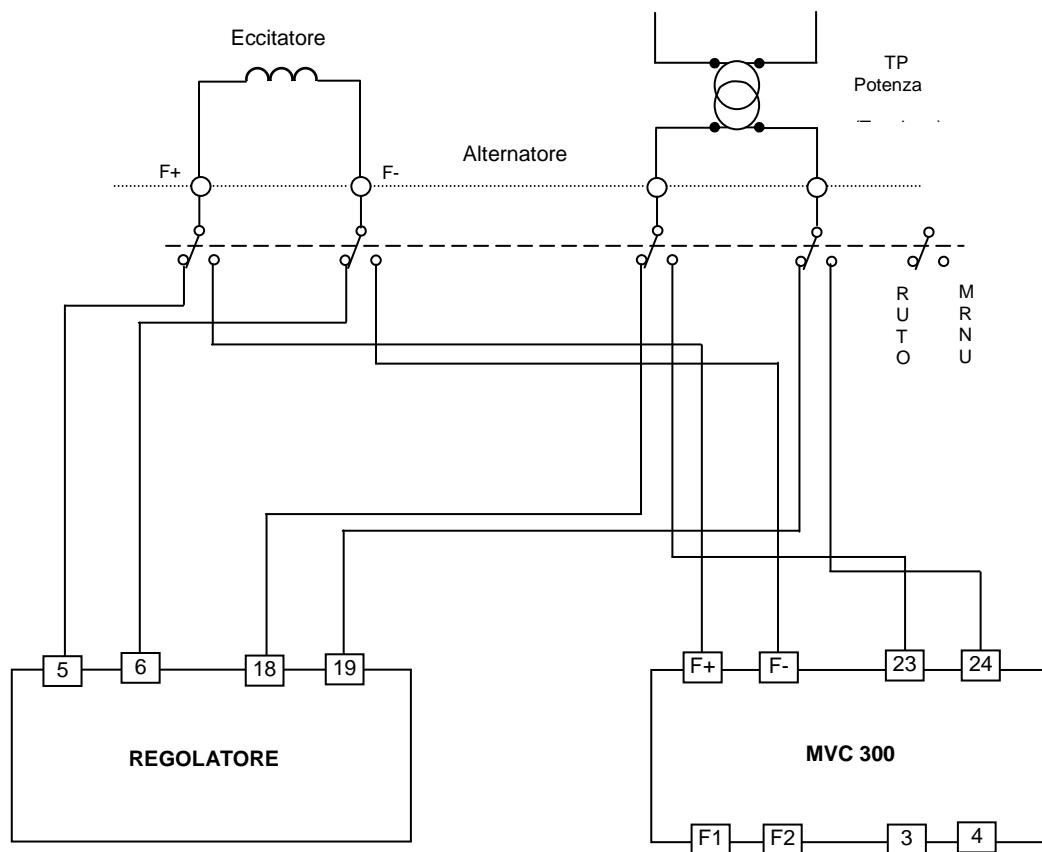 Eccitatore
TP
Potenza
F+
F-
Alternatore
R M
U R
T N
O U
5
6
18
19
F+
F-
23
24
REGOLATORE
MVC 300
F1
F2
3
4